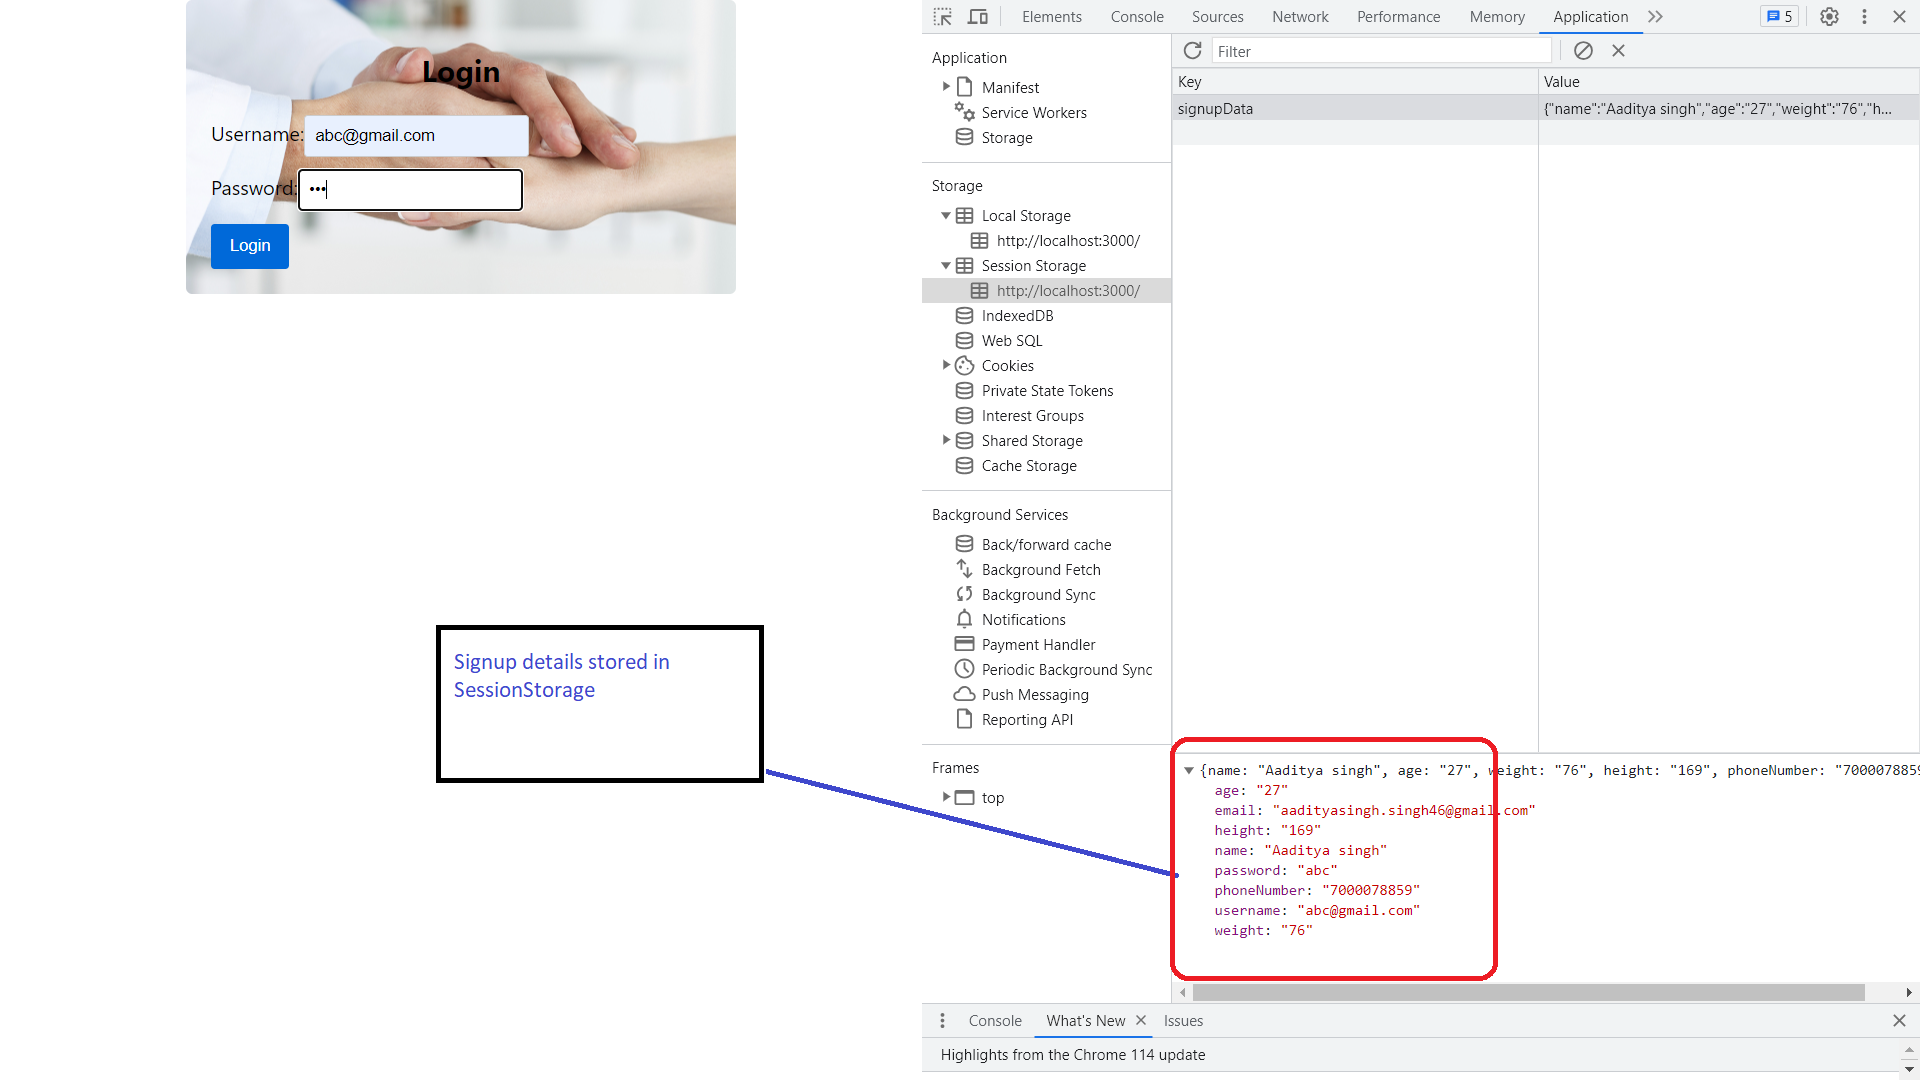 Login
Username: abc@gmail.com
Password: •••
Login
Signup details stored in
SessionStorage
Elements Console Sources Network Performance Memory Application 5
Application
Manifest
Service Workers
Storage
Storage
Local Storage
http://localhost:3000/
Session Storage
http://localhost:3000/
IndexedDB
Web SQL
Cookies
Private State Tokens
Interest Groups
Shared Storage
Cache Storage
Background Services
Back/forward cache
Background Fetch
Background Sync
Notifications
Payment Handler
Periodic Background Sync
Push Messaging
Reporting API
Frames
top
Filter
Key Value
signupData {"name":"Aaditya singh","age":"27","weight":"76","h...
{name: "Aaditya singh", age: "27", weight: "76", height: "169", phoneNumber: "7000078859
age: "27"
email: "aadityasingh.singh46@gmail.com"
height: "169"
name: "Aaditya singh"
password: "abc"
phoneNumber: "7000078859"
username: "abc@gmail.com"
weight: "76"
Console What's New Issues
Highlights from the Chrome 114 update